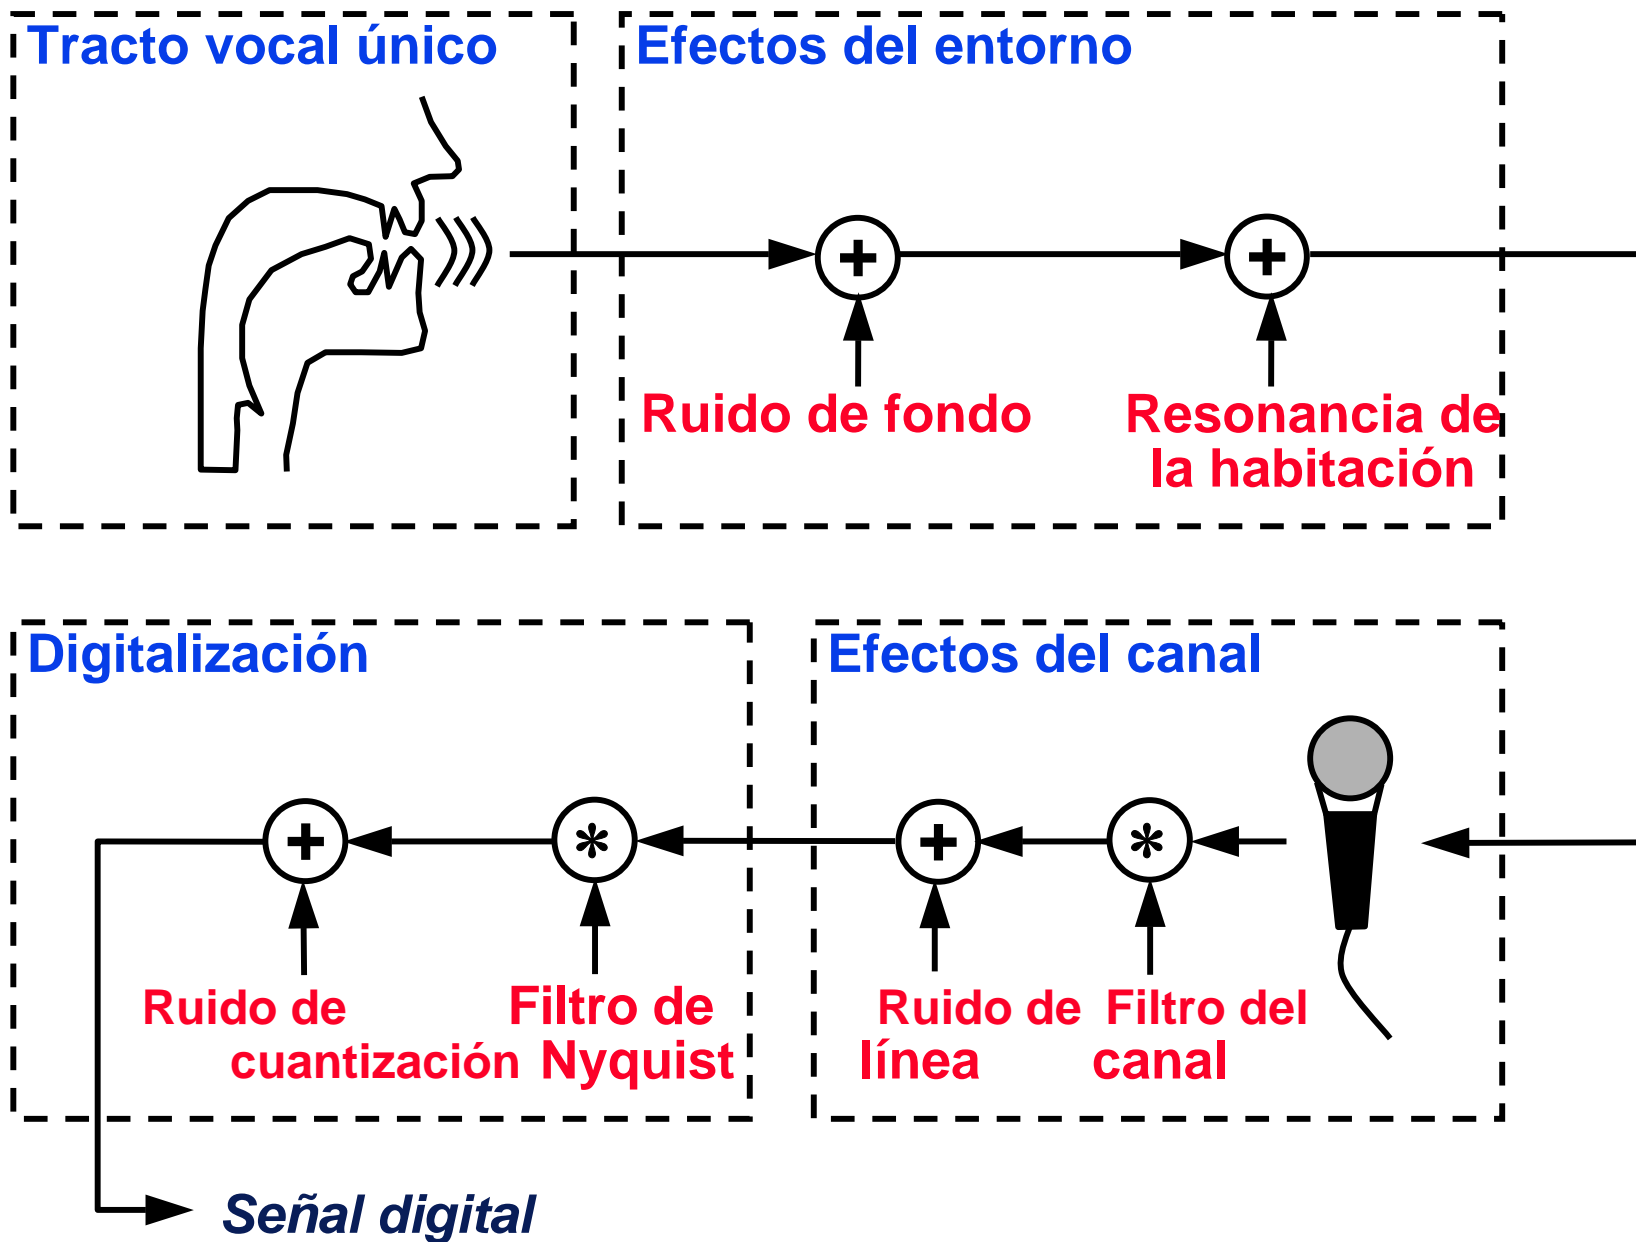 Tracto vocal único
Efectos del entorno
+
+
Ruido de fondo
Resonancia de
la habitación
Digitalización
Efectos del canal
+
*
+
*
Ruido de
cuantización
Filtro de
Nyquist
Ruido de
línea
Filtro del
canal
Señal digital